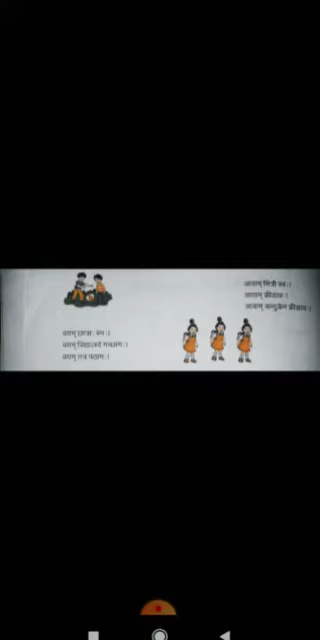 आवाम् मित्रे स्वः।
आवाम् क्रीडावः।
आवाम् कन्दुकेन क्रीडावः।
वयम् छात्राः स्मः।
वयम् विद्यालयं गच्छामः।
वयम् तत्र पठामः।